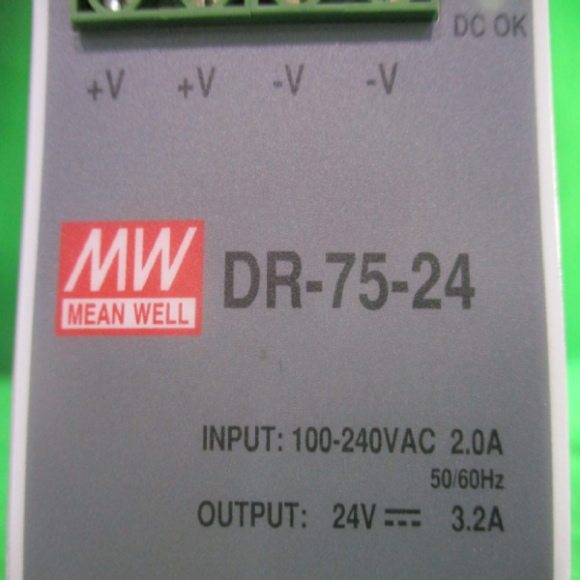 DC OK
+V +V -V -V
MW
MEAN WELL
DR-75-24
INPUT: 100-240VAC 2.0A
50/60Hz
OUTPUT: 24V ⎓ 3.2A